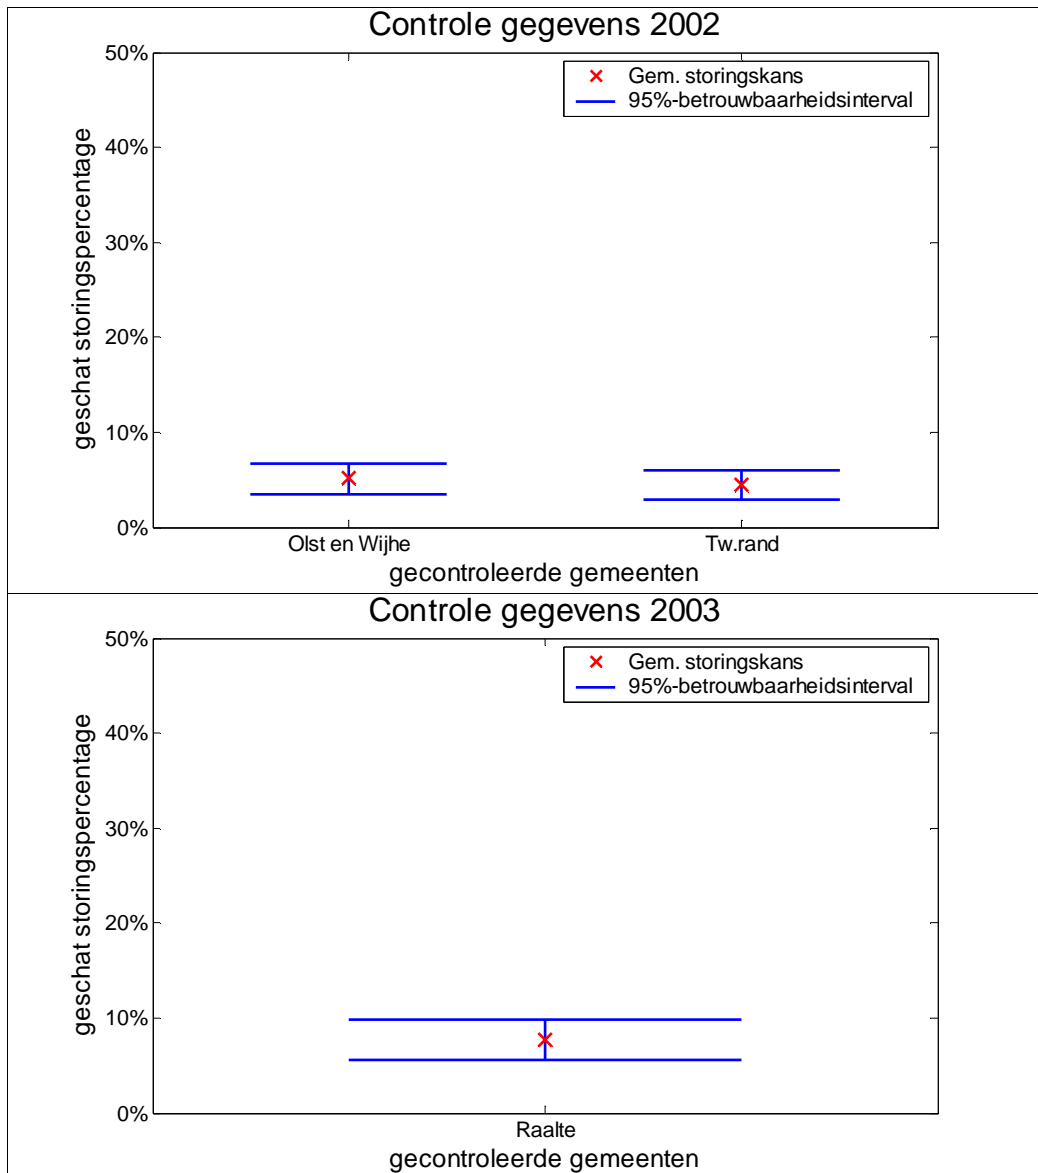 Controle gegevens 2002
50%
Gem. storingskans
95%-betrouwbaarheidsinterval
40%
30%
20%
10%
0%
geschat storingspercentage
Olst en Wijhe
Tw.rand
gecontroleerde gemeenten
Controle gegevens 2003
50%
Gem. storingskans
95%-betrouwbaarheidsinterval
40%
30%
20%
10%
0%
geschat storingspercentage
Raalte
gecontroleerde gemeenten